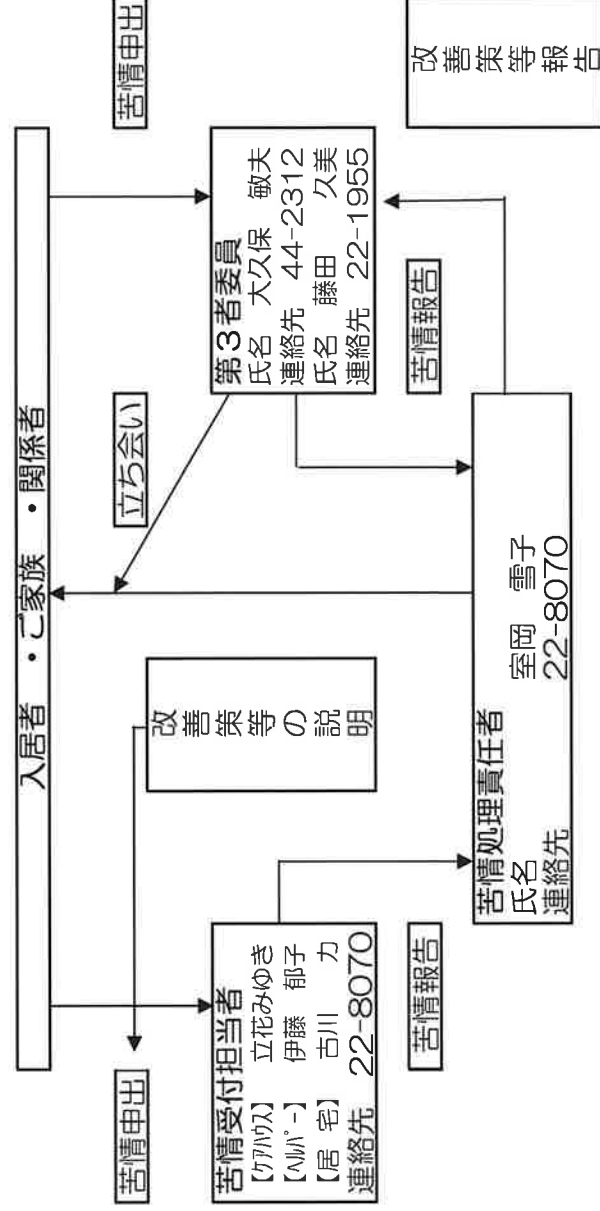 入居者 ・ご家族 ・関係者
苦情申出
立ち会い
苦情申出
苦情受付担当者
【ケアハウス】 立花みゆき
【ヘルパー】 伊藤 郁子
【居 宅】 古川 力
連絡先 22-8070
改善策等の説明
第3者委員
氏名 大久保 敏夫
連絡先 44-2312
氏名 藤田 久美
連絡先 22-1955
苦情報告
苦情報告
改善策等報告
苦情処理責任者
氏名 室岡 雪子
連絡先 22-8070